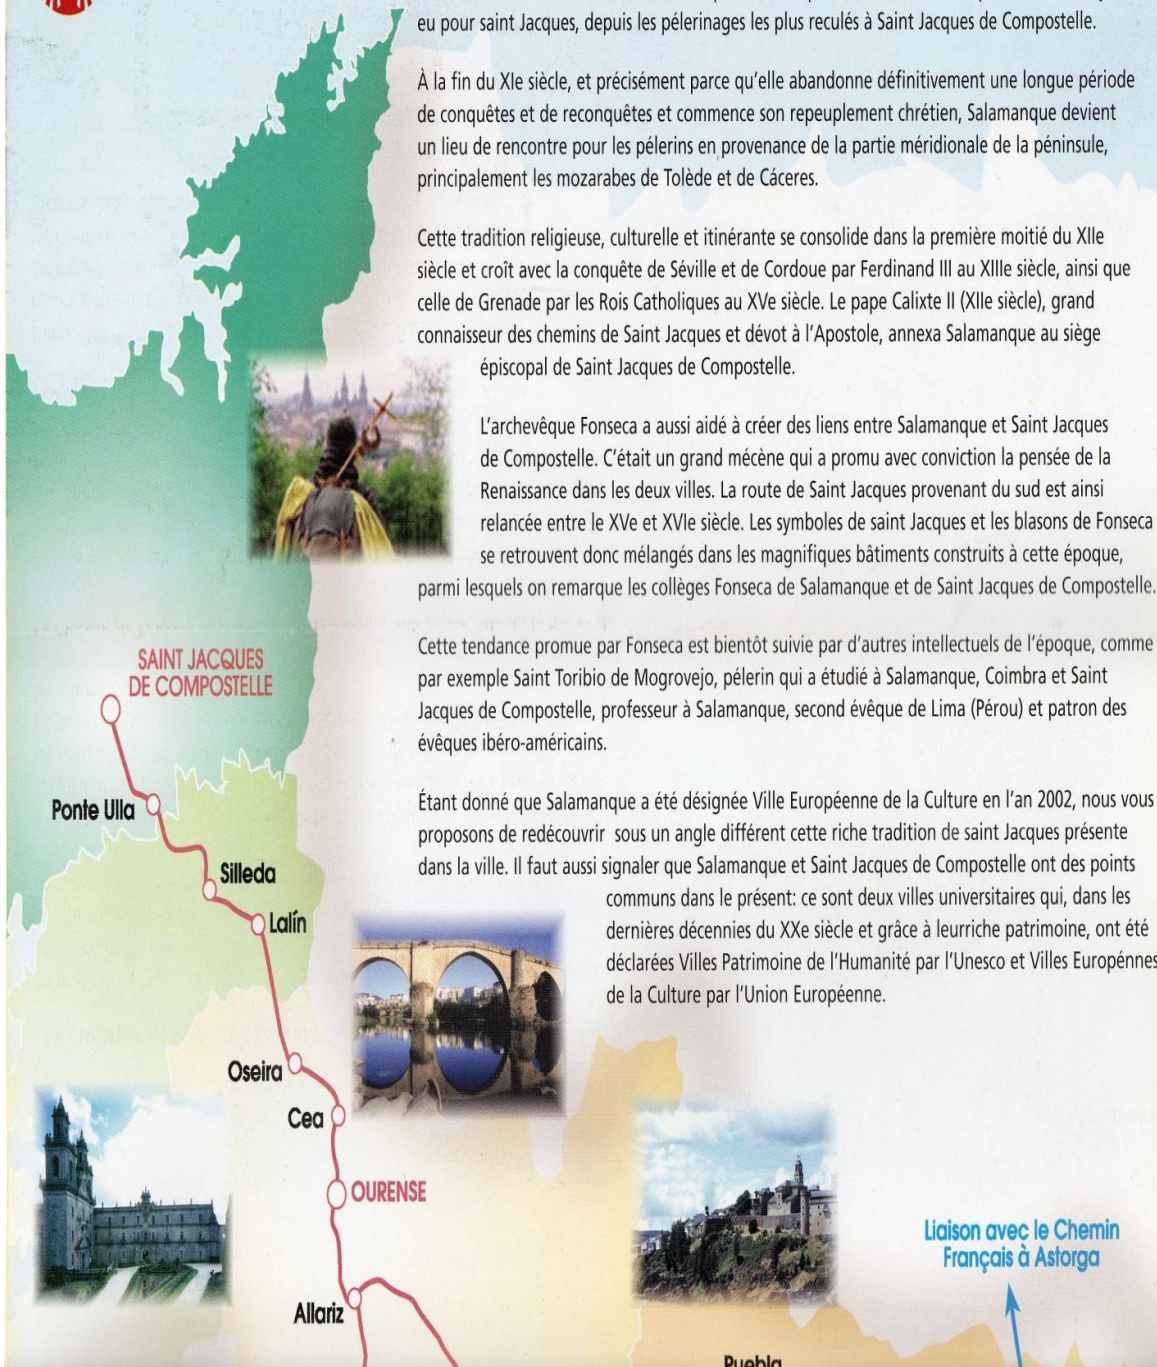 eu pour saint Jacques, depuis les pélerinages les plus reculés à Saint Jacques de Compostelle.
À la fin du XIe siècle, et précisément parce qu'elle abandonne définitivement une longue période
de conquêtes et de reconquêtes et commence son repeuplement chrétien, Salamanque devient
un lieu de rencontre pour les pélerins en provenance de la partie méridionale de la péninsule,
principalement les mozarabes de Tolède et de Cáceres.
Cette tradition religieuse, culturelle et itinérante se consolide dans la première moitié du XIIe
siècle et croît avec la conquête de Séville et de Cordoue par Ferdinand III au XIIIe siècle, ainsi que
celle de Grenade par les Rois Catholiques au XVe siècle. Le pape Calixte II (XIIe siècle), grand
connaisseur des chemins de Saint Jacques et dévot à l'Apostole, annexa Salamanque au siège
épiscopal de Saint Jacques de Compostelle.
L'archevêque Fonseca a aussi aidé à créer des liens entre Salamanque et Saint Jacques
de Compostelle. C'était un grand mécène qui a promu avec conviction la pensée de la
Renaissance dans les deux villes. La route de Saint Jacques provenant du sud est ainsi
relancée entre le XVe et XVIe siècle. Les symboles de saint Jacques et les blasons de Fonseca
se retrouvent donc mélangés dans les magnifiques bâtiments construits à cette époque,
parmi lesquels on remarque les collèges Fonseca de Salamanque et de Saint Jacques de Compostelle.
Cette tendance promue par Fonseca est bientôt suivie par d'autres intellectuels de l'époque, comme
par exemple Saint Toribio de Mogrovejo, pélerin qui a étudié à Salamanque, Coimbra et Saint
Jacques de Compostelle, professeur à Salamanque, second évêque de Lima (Pérou) et patron des
évêques ibéro-américains.
Étant donné que Salamanque a été désignée Ville Européenne de la Culture en l'an 2002, nous vous
proposons de redécouvrir sous un angle différent cette riche tradition de saint Jacques présente
dans la ville. Il faut aussi signaler que Salamanque et Saint Jacques de Compostelle ont des points
communs dans le présent: ce sont deux villes universitaires qui, dans les
dernières décennies du XXe siècle et grâce à leurriche patrimoine, ont été
déclarées Villes Patrimoine de l'Humanité par l'Unesco et Villes Europénnes
de la Culture par l'Union Européenne.
SAINT JACQUES
DE COMPOSTELLE
Ponte Ulla
Silleda
Lalín
Oseira
Cea
OURENSE
Allariz
Liaison avec le Chemin
Français à Astorga
Puebla